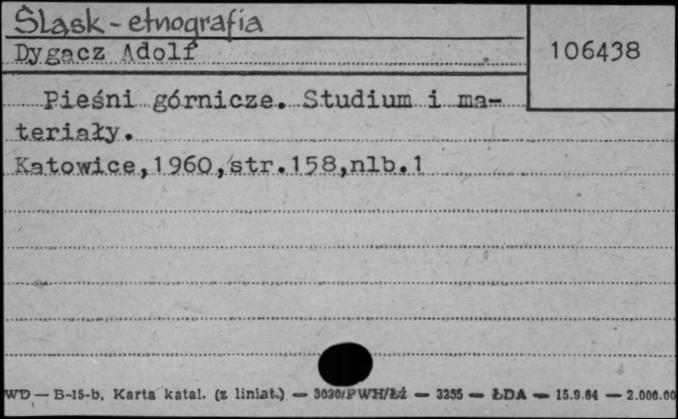 Śląsk - etnografia
Dygacz Adolf
106438
Pieśni górnicze. Studium i ma-
teriały.
Katowice, 1960, str. 158, nlb. 1
WD — B-15-b. Karta katal. (z liniat.) — 3030/PWH/Łź — 3255 — ŁDA — 15.9.64 — 2.000.00